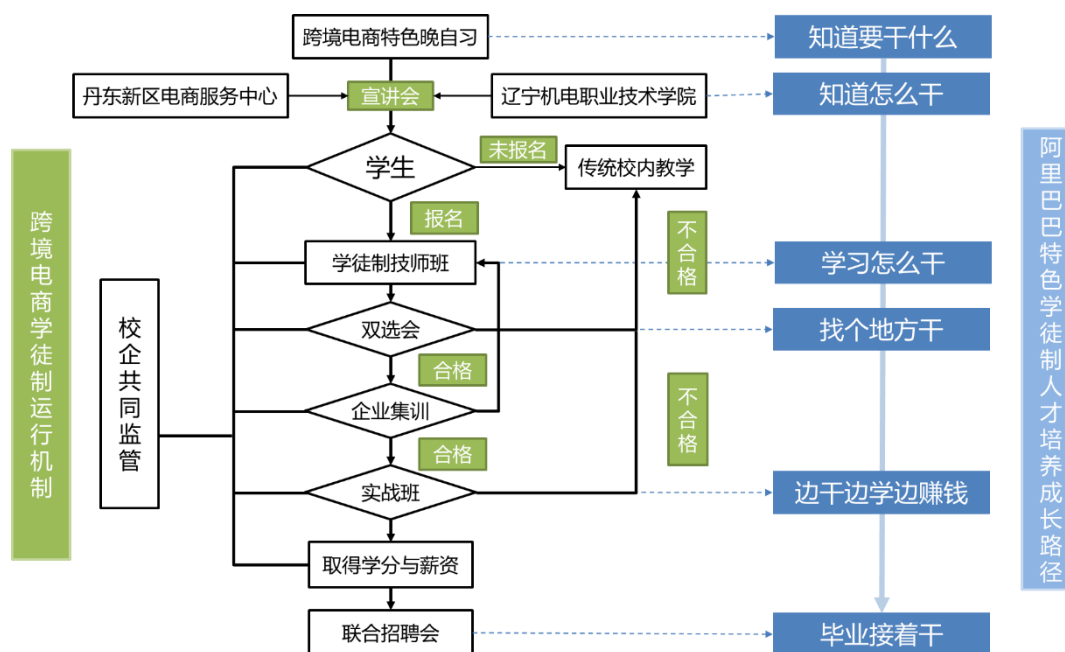 跨境电商特色晚自习
知道要干什么
丹东新区电商服务中心
宣讲会
辽宁机电职业技术学院
知道怎么干
学生
未报名
传统校内教学
报名
不合格
学徒制技师班
学习怎么干
双选会
找个地方干
合格
企业集训
不合格
合格
实战班
边干边学边赚钱
取得学分与薪资
联合招聘会
毕业接着干
跨境电商学徒制运行机制
校企共同监管
阿里巴巴特色学徒制人才培养成长路径